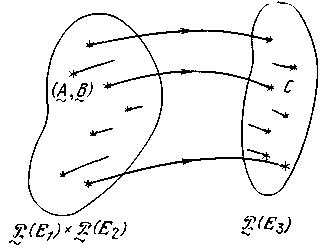 (A, B)
C
𝒫(E₁) × 𝒫(E₂)
𝒫(E₃)